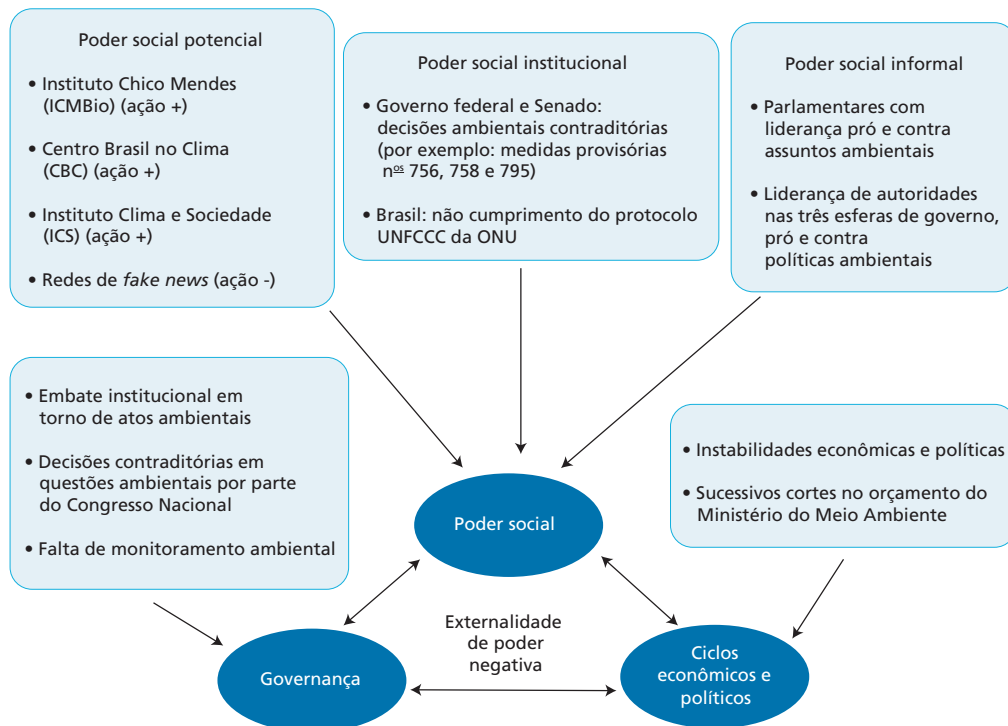 Poder social potencial
• Instituto Chico Mendes
(ICMBio) (ação +)
• Centro Brasil no Clima
(CBC) (ação +)
• Instituto Clima e Sociedade
(ICS) (ação +)
• Redes de fake news (ação -)
Poder social institucional
• Governo federal e Senado:
decisões ambientais contraditórias
(por exemplo: medidas provisórias
nos 756, 758 e 795)
• Brasil: não cumprimento do protocolo
UNFCCC da ONU
Poder social informal
• Parlamentares com
liderança pró e contra
assuntos ambientais
• Liderança de autoridades
nas três esferas de governo,
pró e contra
políticas ambientais
• Embate institucional em
torno de atos ambientais
• Decisões contraditórias em
questões ambientais por parte
do Congresso Nacional
• Falta de monitoramento ambiental
• Instabilidades econômicas e políticas
• Sucessivos cortes no orçamento do
Ministério do Meio Ambiente
Poder social
Externalidade
de poder
negativa
Governança
Ciclos
econômicos e
políticos